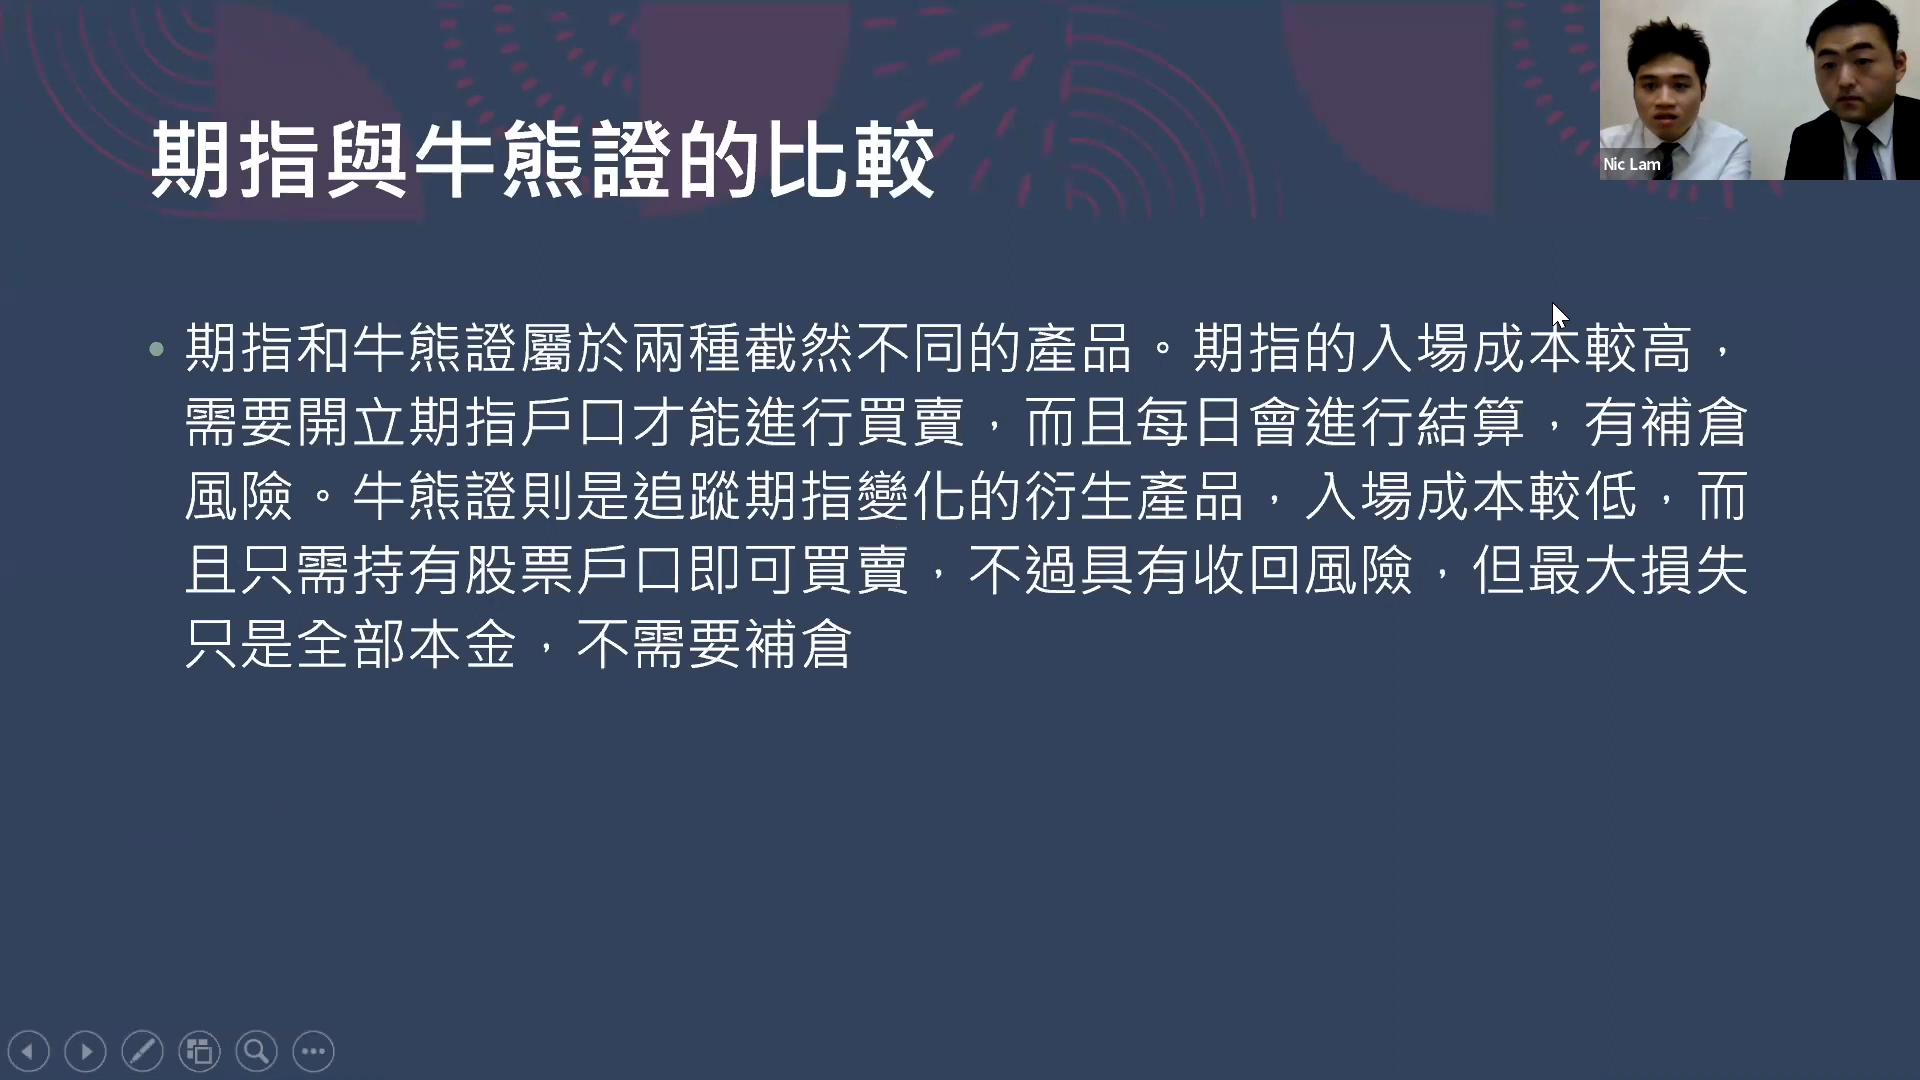 期指與牛熊證的比較
期指和牛熊證屬於兩種截然不同的產品。期指的入場成本較高，
需要開立期指戶口才能進行買賣，而且每日會進行結算，有補倉
風險。牛熊證則是追蹤期指變化的衍生產品，入場成本較低，而
且只需持有股票戶口即可買賣，不過具有收回風險，但最大損失
只是全部本金，不需要補倉
Nic Lam